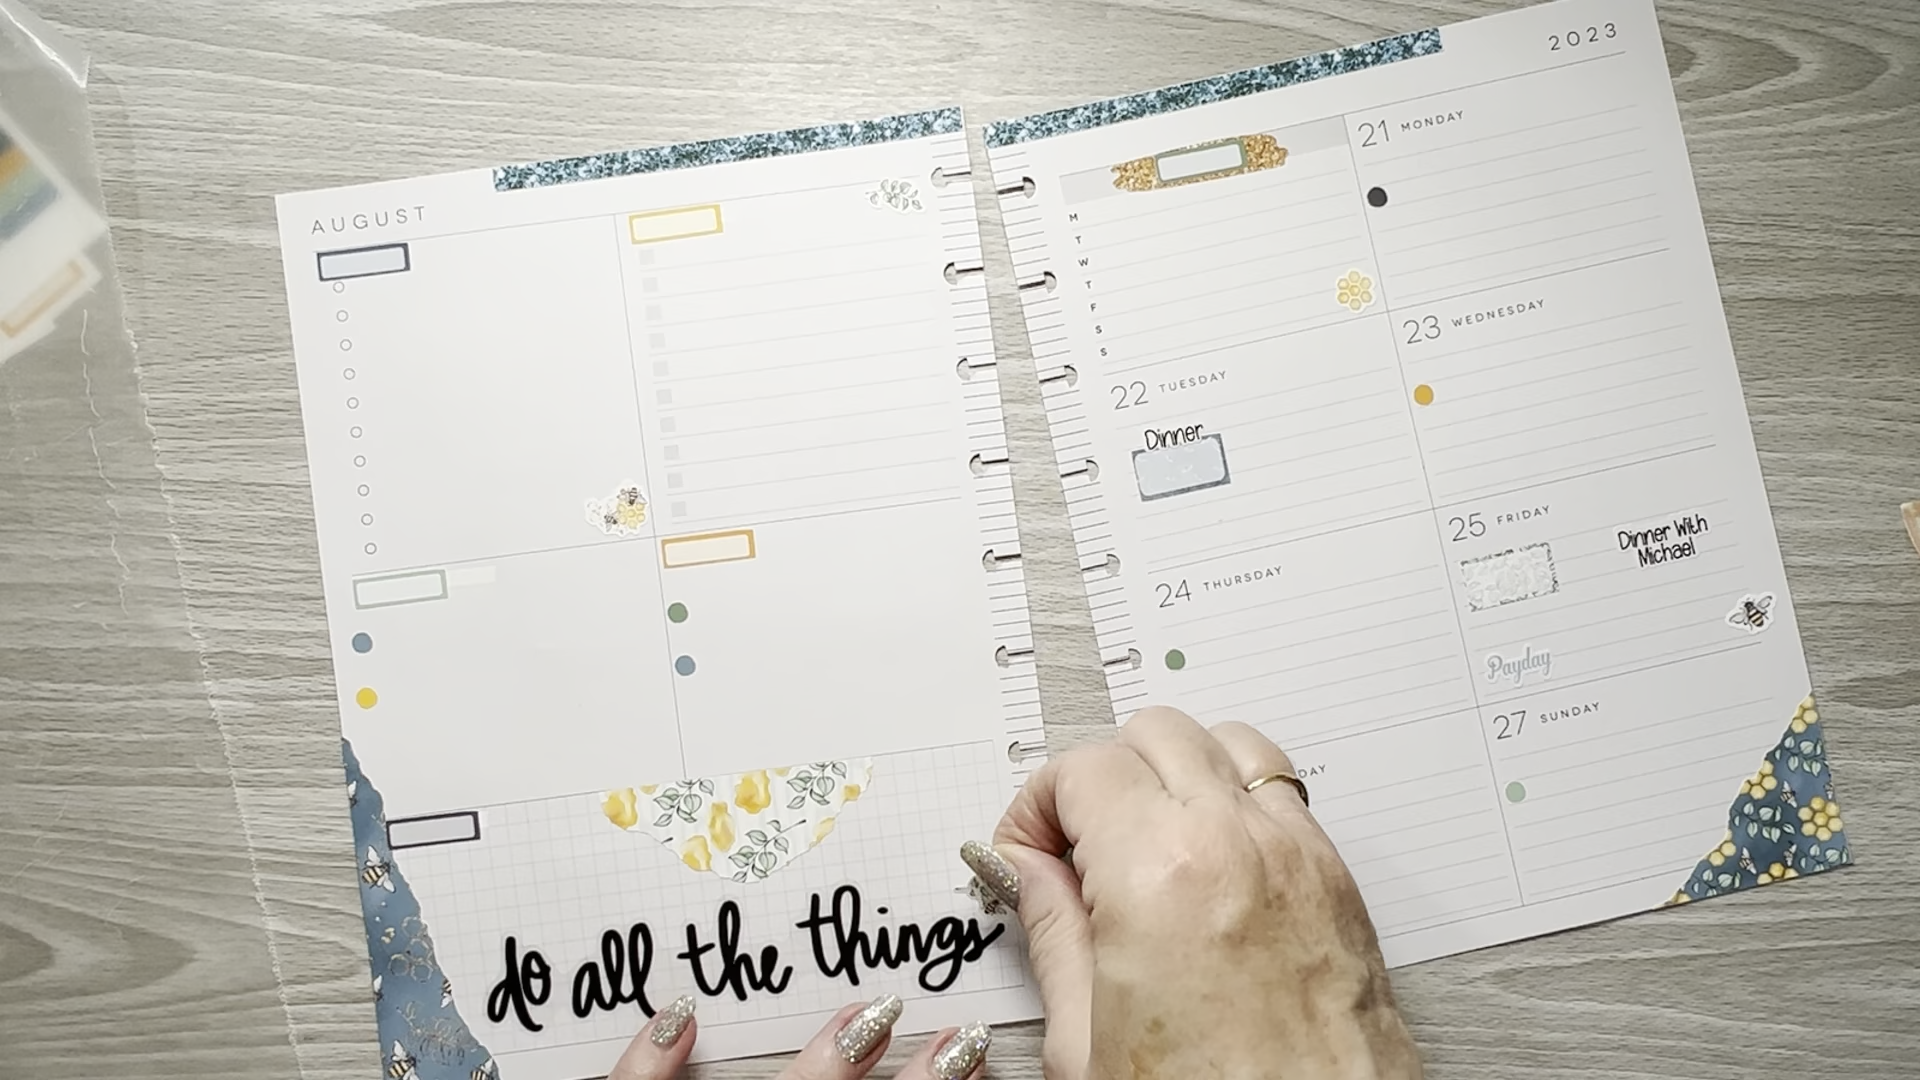 AUGUST
do all the things
2023
M
T
W
T
F
S
S
21 MONDAY
22 TUESDAY
Dinner
23 WEDNESDAY
24 THURSDAY
25 FRIDAY
Dinner With
Michael
Payday
DAY
27 SUNDAY